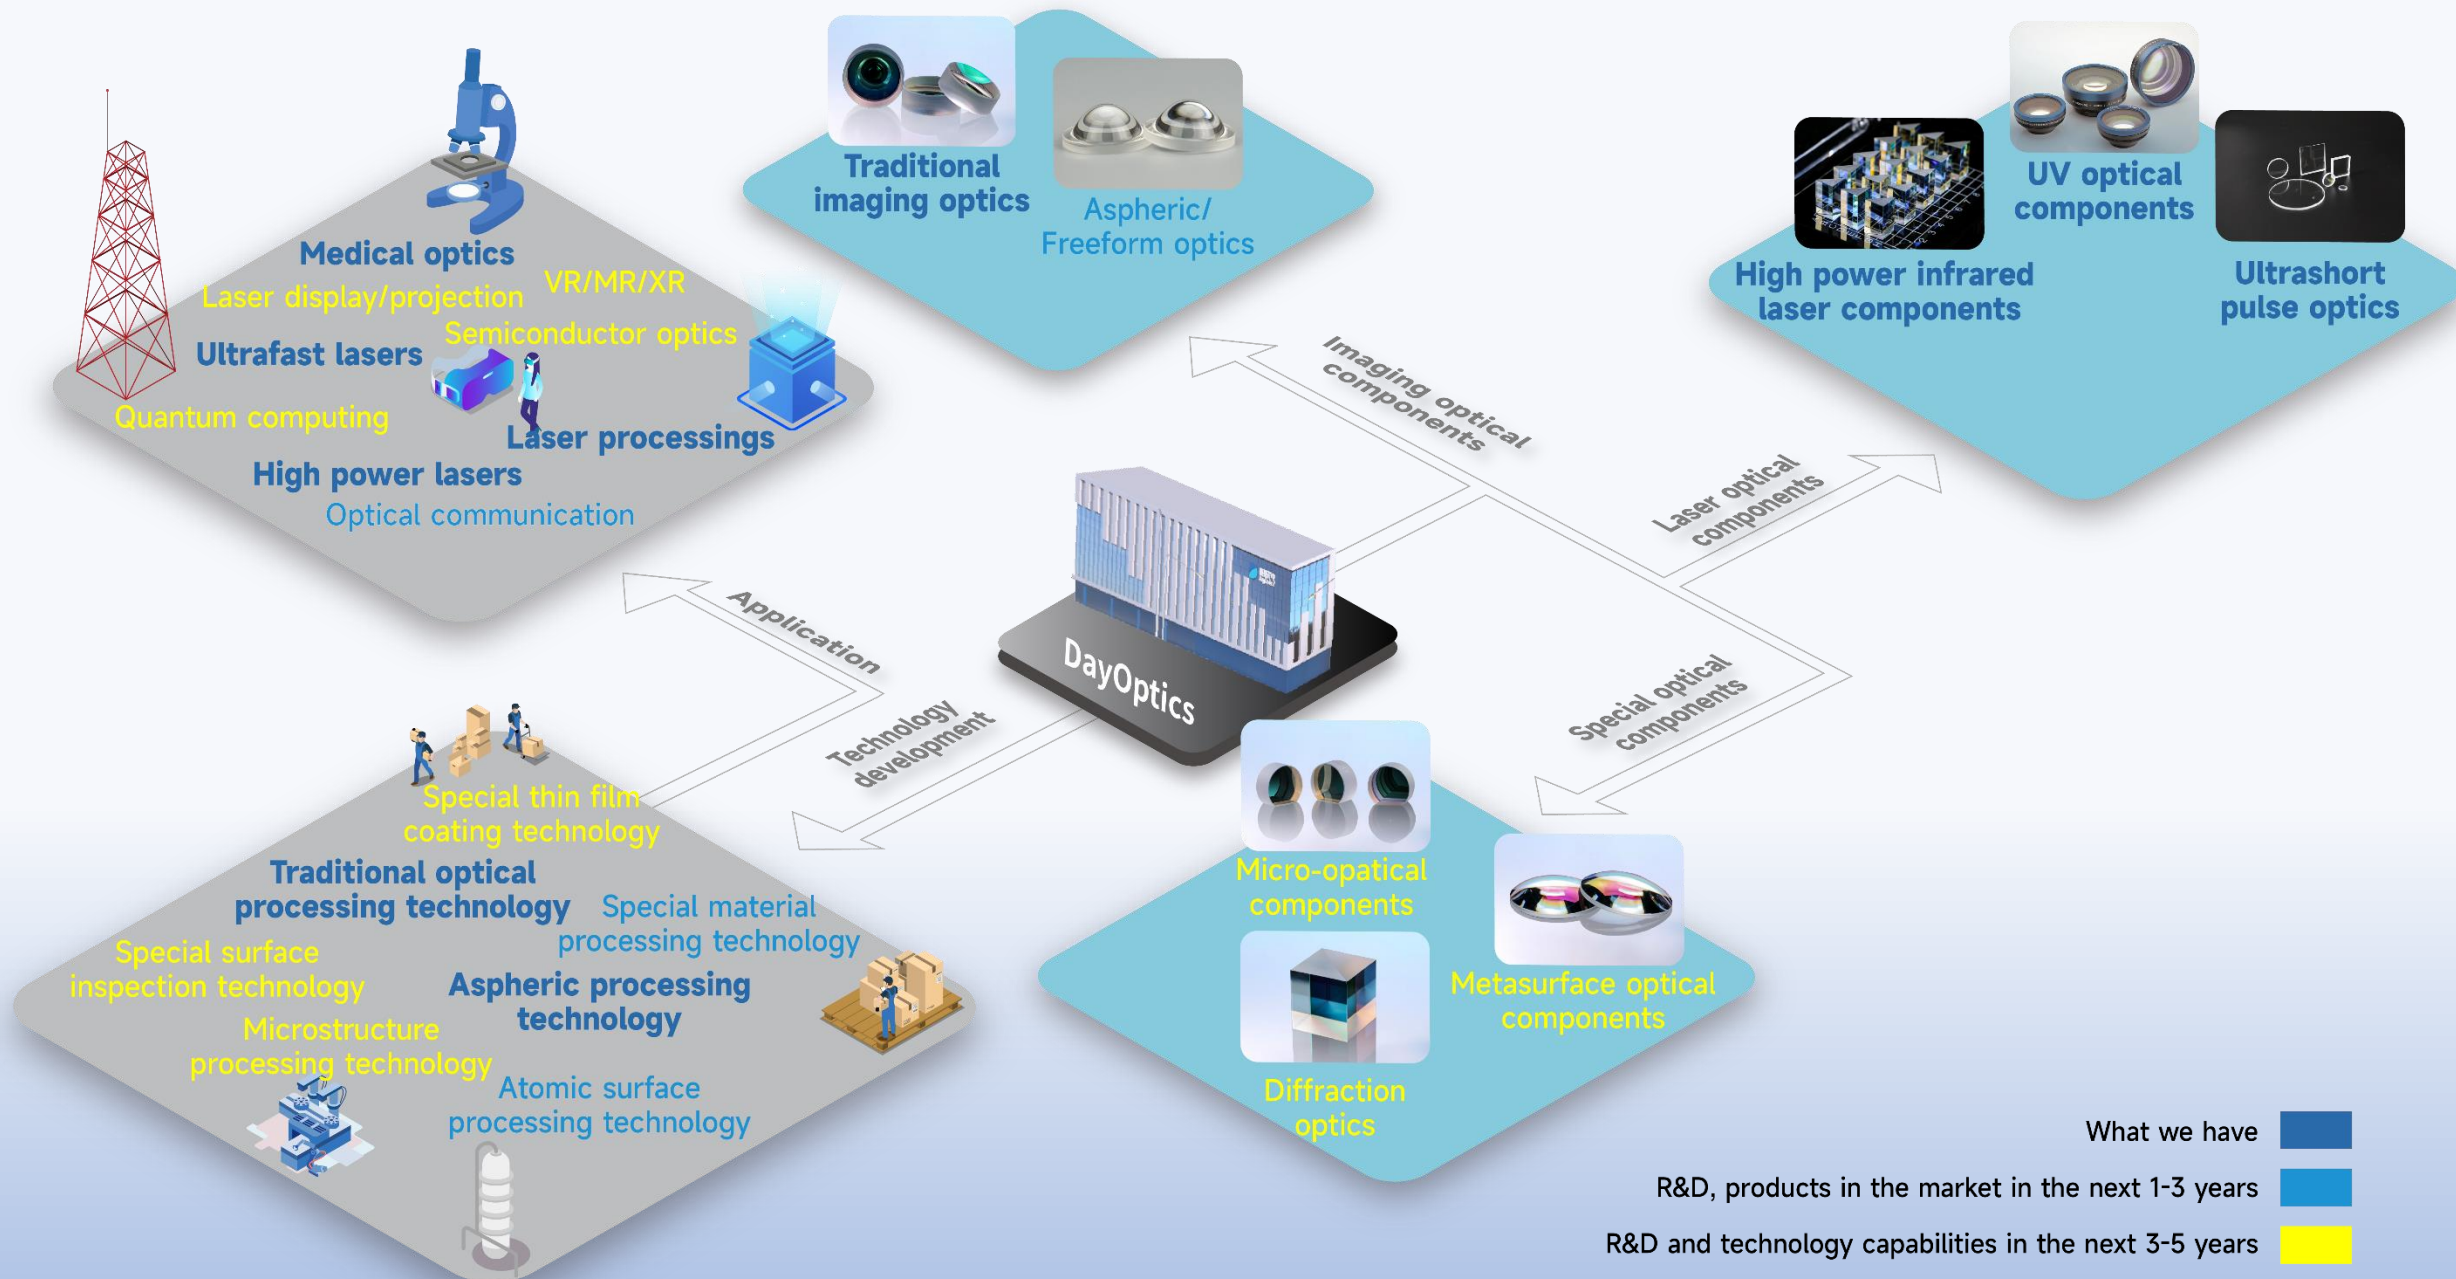 Traditional
imaging optics
Aspheric/
Freeform optics
UV optical
components
High power infrared
laser components
Ultrashort
pulse optics
Medical optics
VR/MR/XR
Laser display/projection
Semiconductor optics
Ultrafast lasers
Quantum computing
Laser processings
High power lasers
Optical communication
Imaging optical
components
Laser optical
components
Application
Technology
development
DayOptics
Special optical
components
Special thin film
coating technology
Traditional optical
processing technology
Special material
processing technology
Special surface
inspection technology
Aspheric processing
technology
Microstructure
processing technology
Atomic surface
processing technology
Micro-opatical
components
Metasurface optical
components
Diffraction
optics
What we have
R&D, products in the market in the next 1-3 years
R&D and technology capabilities in the next 3-5 years